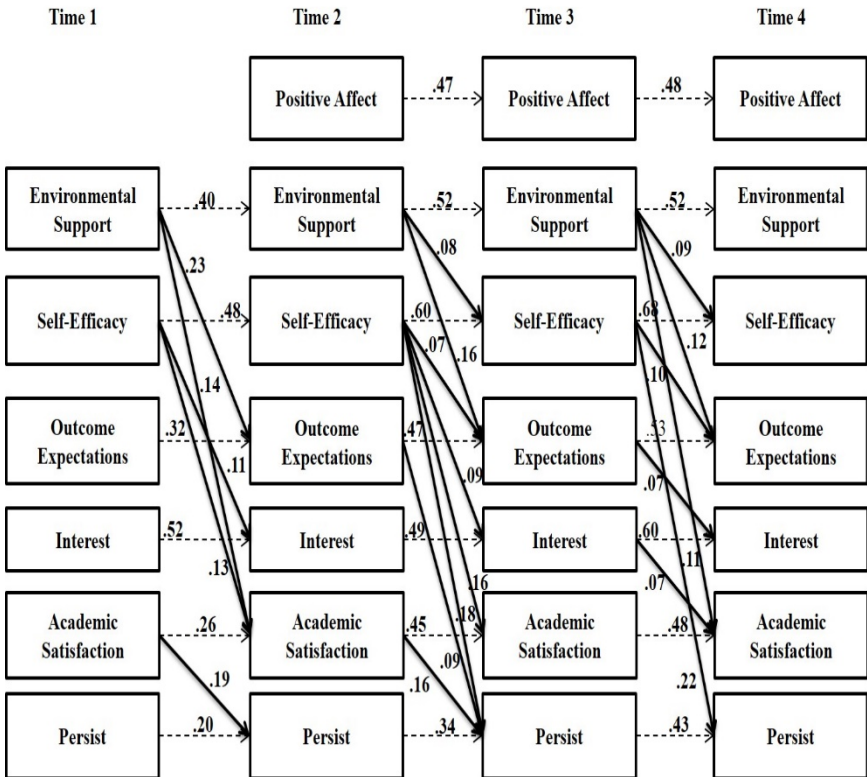 Time 1 Time 2 Time 3 Time 4
Positive Affect .47 Positive Affect .48 Positive Affect
Environmental Support .40 Environmental Support .52 Environmental Support .52 Environmental Support
.08 .09
.23
Self-Efficacy .48 Self-Efficacy .60 Self-Efficacy .68 Self-Efficacy
.07 .16 .12
.14 .10
Outcome Expectations .32 Outcome Expectations .47 Outcome Expectations .53 Outcome Expectations
.11 .09 .07
Interest .52 Interest .49 Interest .60 Interest
.13 .16 .07 .11
Academic Satisfaction .26 Academic Satisfaction .45 .18 Academic Satisfaction .48 Academic Satisfaction
.19 .16 .09 .22
Persist .20 Persist .34 Persist .43 Persist